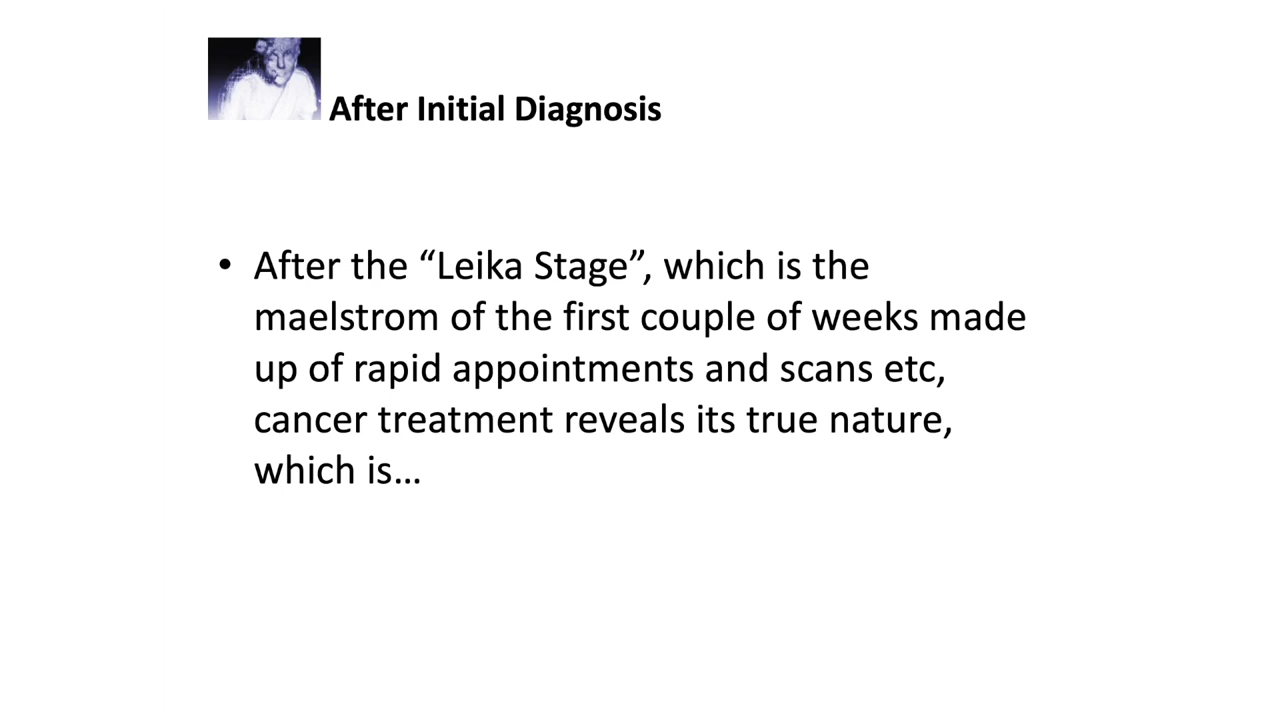 After Initial Diagnosis
• After the “Leika Stage”, which is the
maelstrom of the first couple of weeks made
up of rapid appointments and scans etc,
cancer treatment reveals its true nature,
which is…